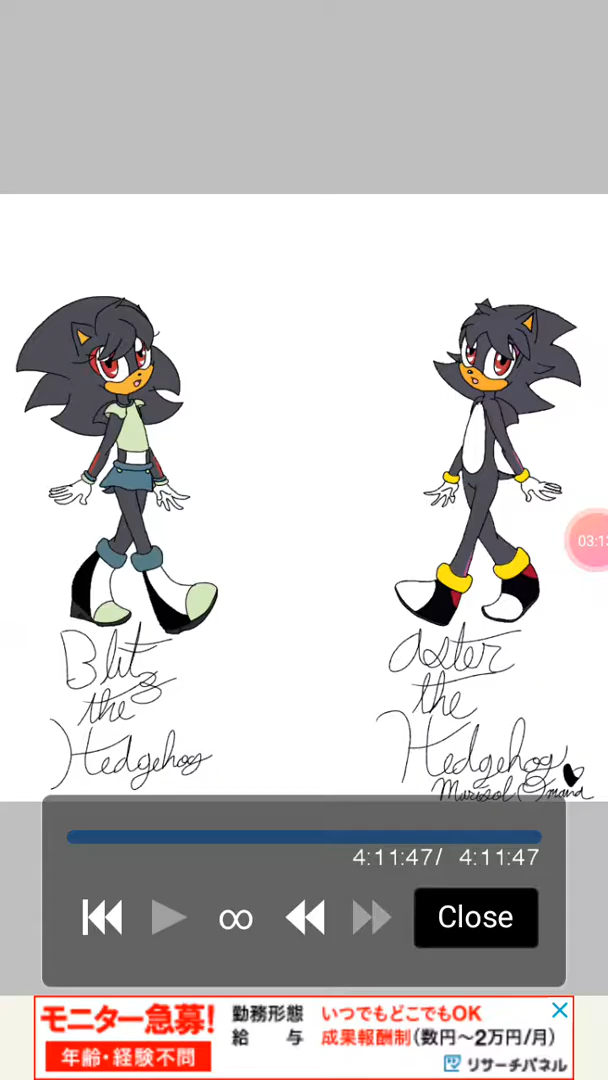 03:13
Blitz
the
Hedgehog
Aster
the
Hedgehog
Marisol
4:11:47/ 4:11:47
Close
モニター急募!
年齢・経験不問
勤務形態 いつでもどこでもOK
給 与 成果報酬制(数円〜2万円/月)
リサーチパネル